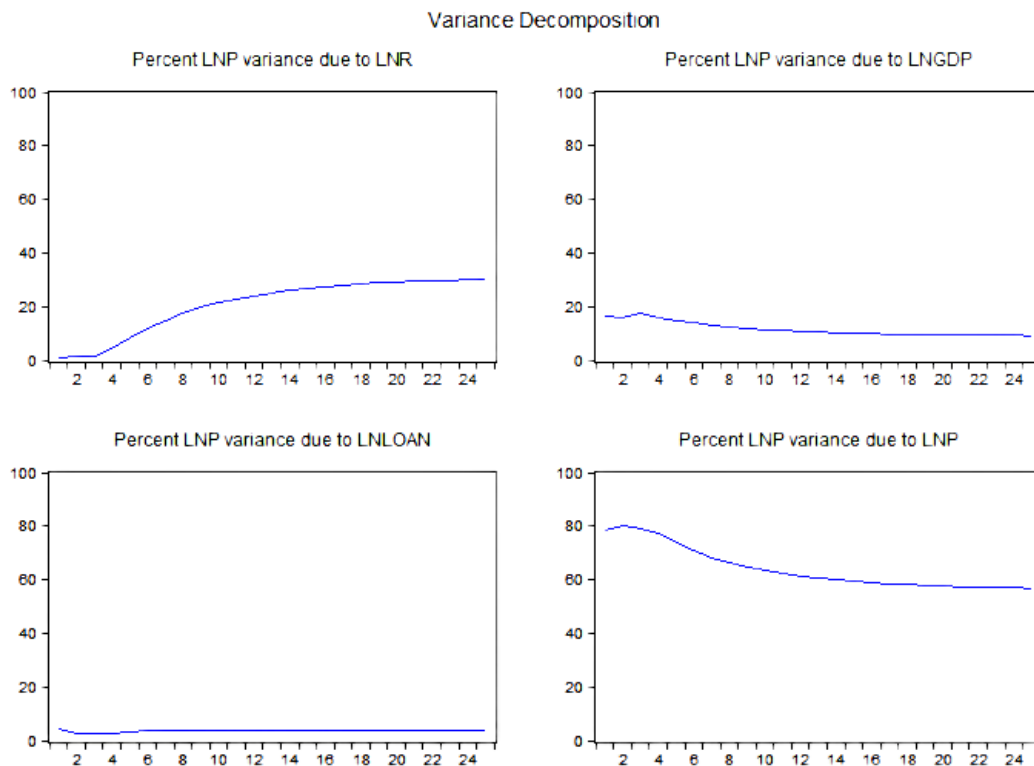 Variance Decomposition
Percent LNP variance due to LNR
Percent LNP variance due to LNGDP
100
80
60
40
20
0
2 4 6 8 10 12 14 16 18 20 22 24
100
80
60
40
20
0
2 4 6 8 10 12 14 16 18 20 22 24
Percent LNP variance due to LNLOAN
Percent LNP variance due to LNP
100
80
60
40
20
0
2 4 6 8 10 12 14 16 18 20 22 24
100
80
60
40
20
0
2 4 6 8 10 12 14 16 18 20 22 24